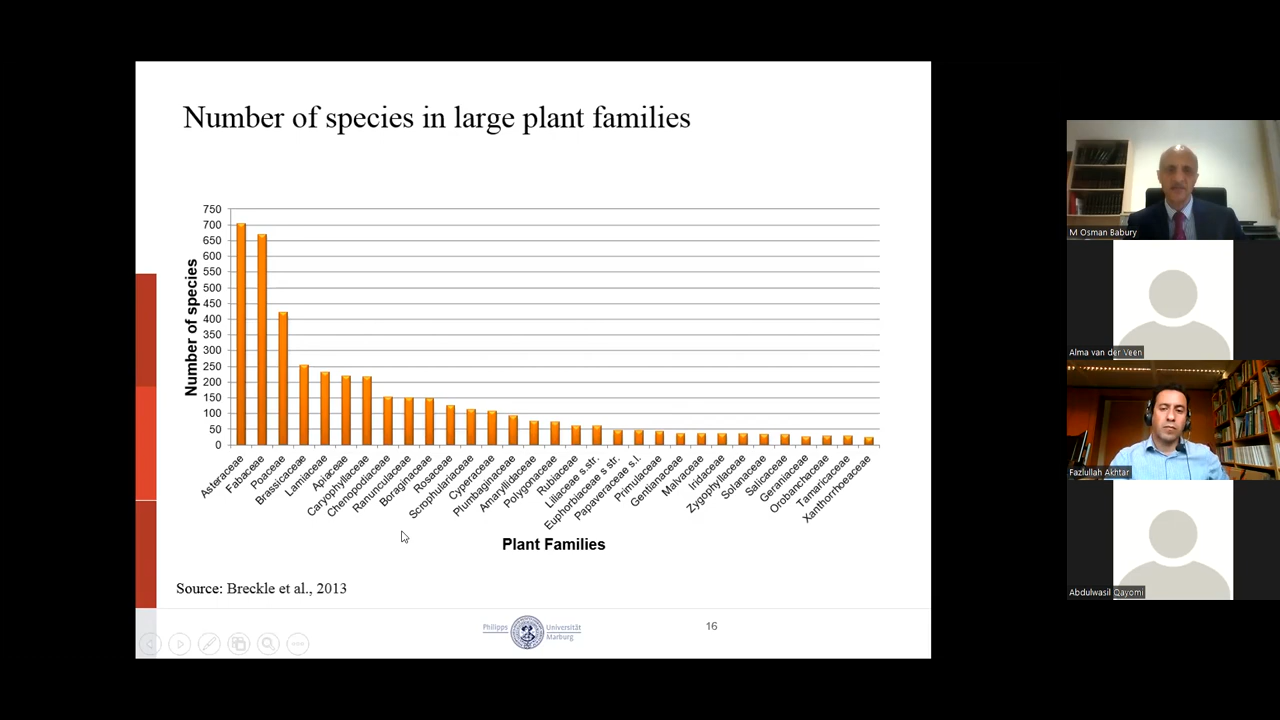 Number of species in large plant families
750
700
650
600
550
500
450
400
350
300
250
200
150
100
50
0
Number of species
Asteraceae
Fabaceae
Poaceae
Brassicaceae
Lamiaceae
Apiaceae
Caryophyllaceae
Chenopodiaceae
Ranunculaceae
Boraginaceae
Rosaceae
Scrophulariaceae
Cyperaceae
Plumbaginaceae
Amaryllidaceae
Polygonaceae
Rubiaceae
Liliaceae s.str.
Euphorbiaceae s.str.
Papaveraceae s.l.
Primulaceae
Gentianaceae
Malvaceae
Iridaceae
Zygophyllaceae
Solanaceae
Salicaceae
Geraniaceae
Orobanchaceae
Tamaricaceae
Xanthorrhoeaceae
Plant Families
Source: Breckle et al., 2013
Philipps Universität
Marburg
16
M Osman Babury
Alma van der Veen
Fazlullah Akhtar
Abdulwasil Qayomi